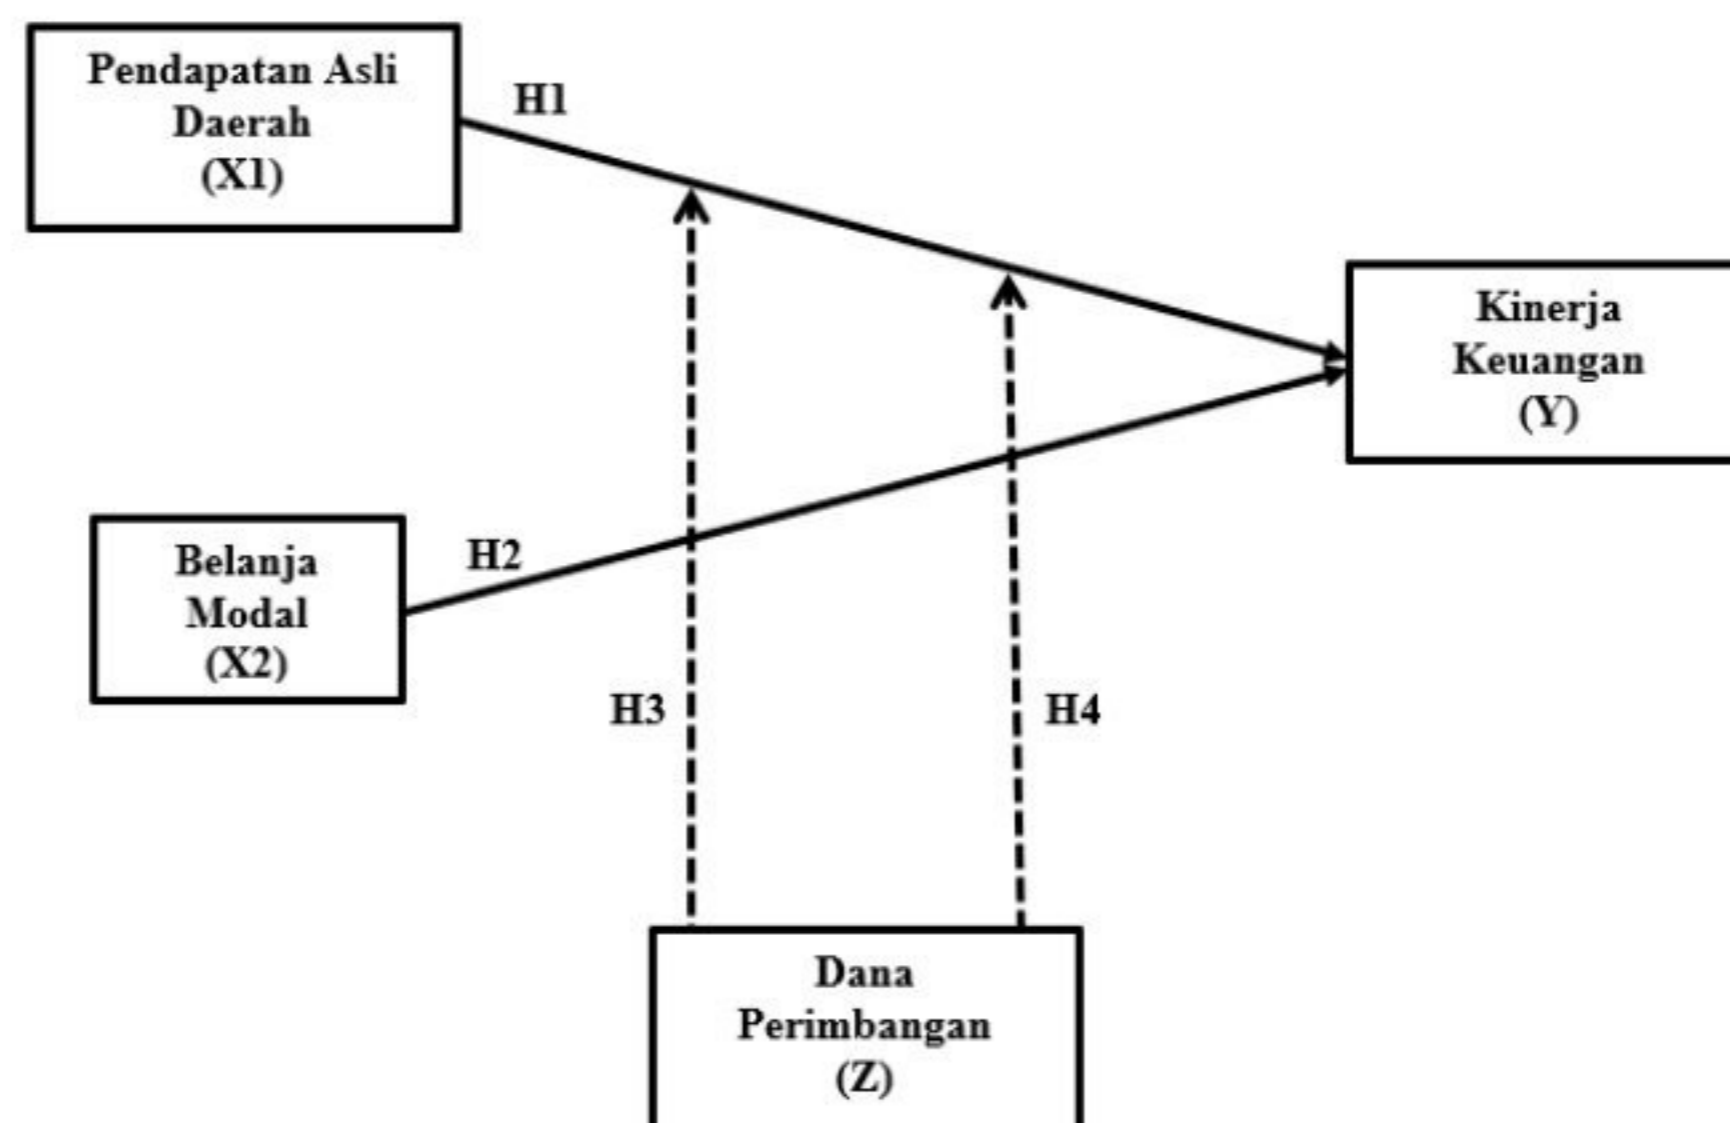 Pendapatan Asli
Daerah
(X1)
H1
Kinerja
Keuangan
(Y)
Belanja
Modal
(X2)
H2
H3
H4
Dana
Perimbangan
(Z)